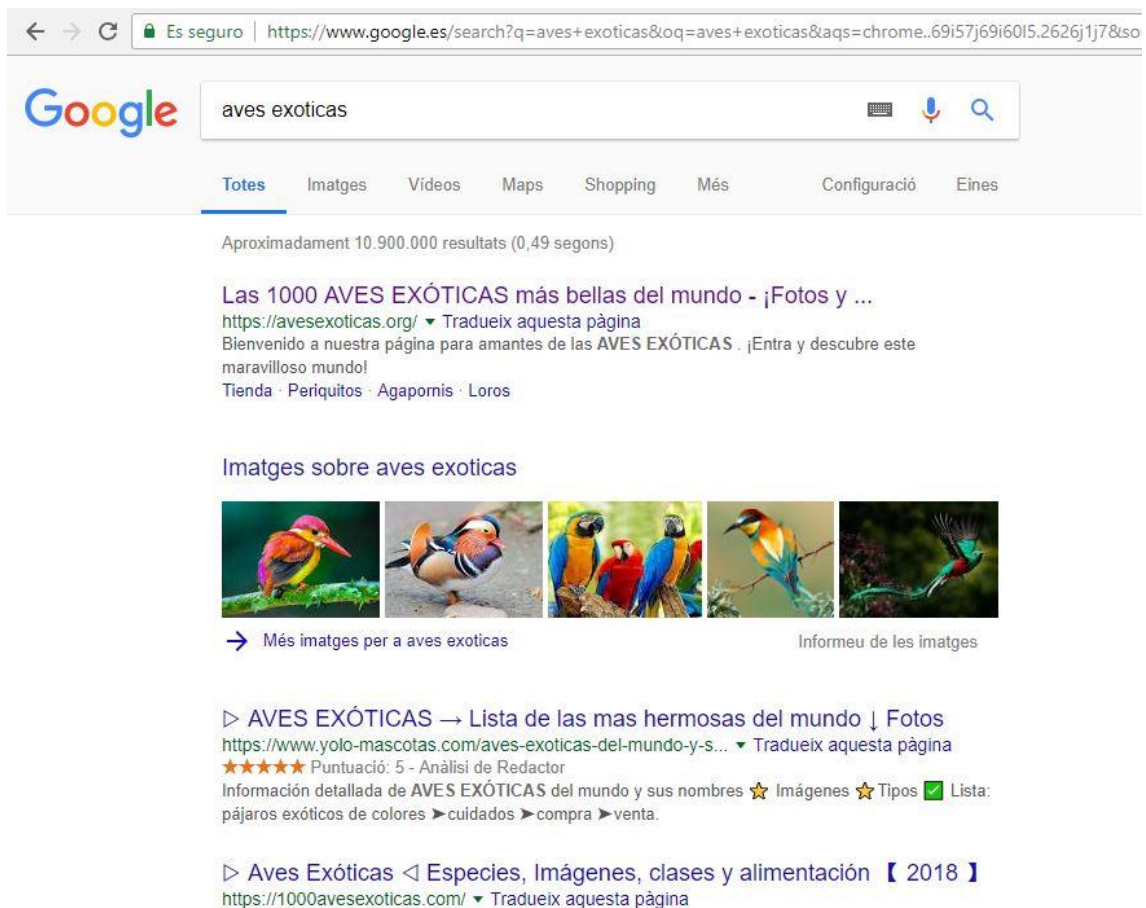 Es seguro | https://www.google.es/search?q=aves+exoticas&oq=aves+exoticas&aqs=chrome..69i57j69i60l5.2626j1j7&so
Google aves exoticas
Totes Imatges Vídeos Maps Shopping Més Configuració Eines
Aproximadament 10.900.000 resultats (0,49 segons)
Las 1000 AVES EXÓTICAS más bellas del mundo - ¡Fotos y ...
https://avesexoticas.org/ ▾ Tradueix aquesta pàgina
Bienvenido a nuestra página para amantes de las AVES EXÓTICAS . ¡Entra y descubre este
maravilloso mundo!
Tienda · Periquitos · Agapornis · Loros
Imatges sobre aves exoticas
→ Més imatges per a aves exoticas Informeu de les imatges
▷ AVES EXÓTICAS → Lista de las mas hermosas del mundo ↓ Fotos
https://www.yolo-mascotas.com/aves-exoticas-del-mundo-y-s... ▾ Tradueix aquesta pàgina
★★★★★ Puntuació: 5 - Anàlisi de Redactor
Información detallada de AVES EXÓTICAS del mundo y sus nombres ⭐ Imágenes ⭐ Tipos ✅ Lista:
pájaros exóticos de colores ➤cuidados ➤compra ➤venta.
▷ Aves Exóticas ◁ Especies, Imágenes, clases y alimentación 【 2018 】
https://1000avesexoticas.com/ ▾ Tradueix aquesta pàgina